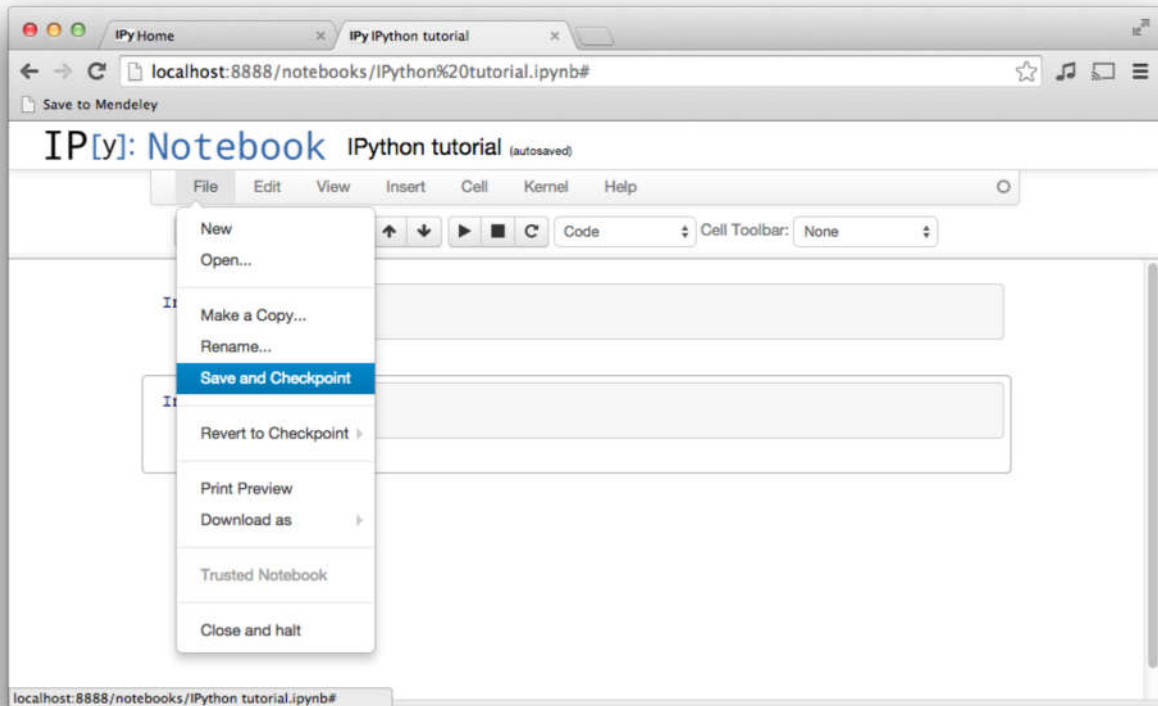 IPy Home
IPy IPython tutorial
localhost:8888/notebooks/IPython%20tutorial.ipynb#
Save to Mendeley
IP[y]: Notebook IPython tutorial (autosaved)
File Edit View Insert Cell Kernel Help
Code Cell Toolbar: None
New
Open...
Make a Copy...
Rename...
Save and Checkpoint
Revert to Checkpoint
Print Preview
Download as
Trusted Notebook
Close and halt
localhost:8888/notebooks/IPython tutorial.ipynb#